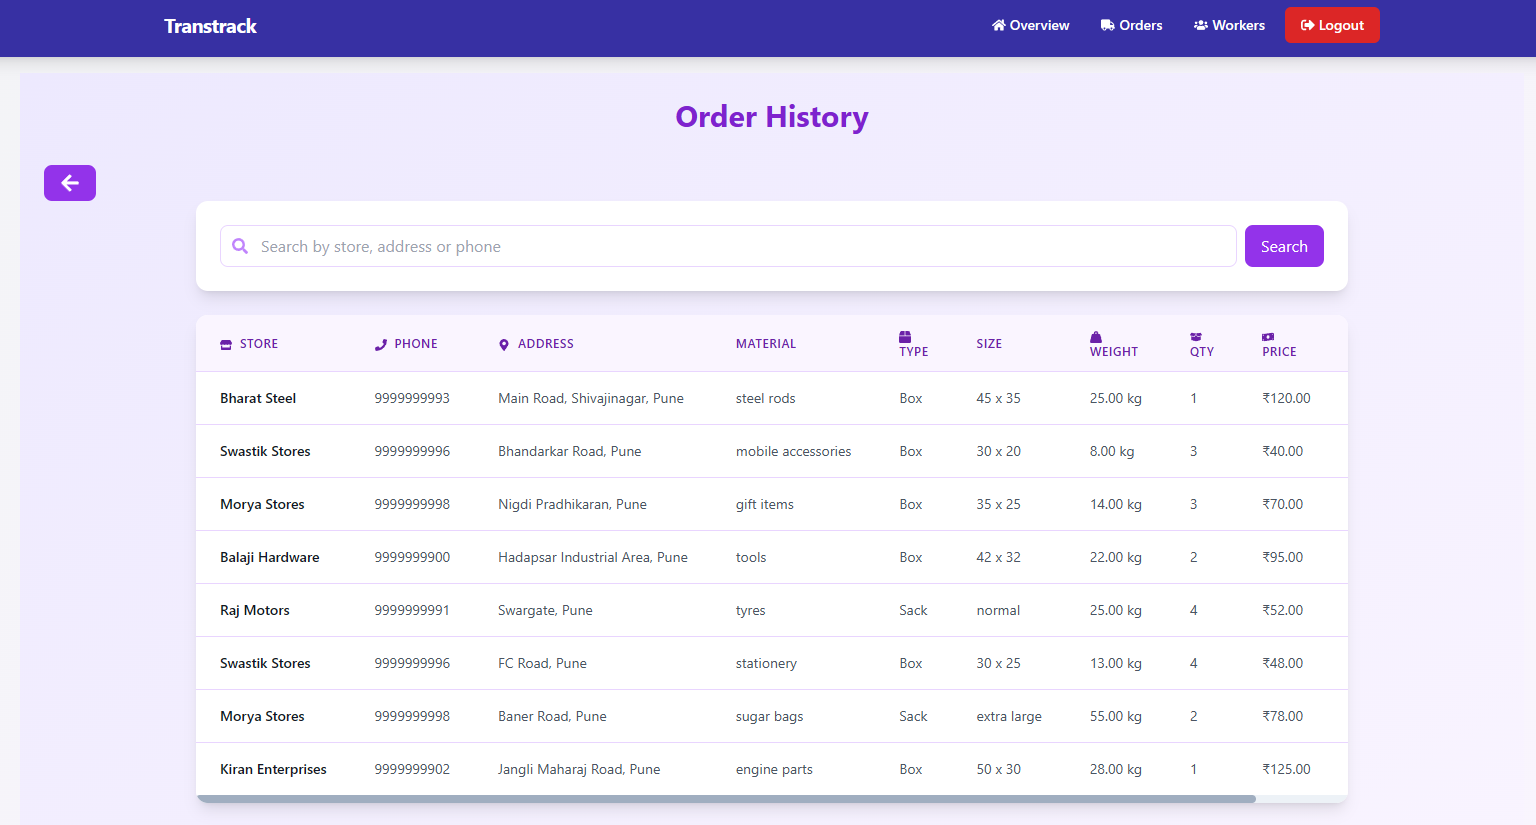 Transtrack
Overview Orders Workers Logout
Order History
Search by store, address or phone Search
STORE PHONE ADDRESS MATERIAL TYPE SIZE WEIGHT QTY PRICE
Bharat Steel 9999999993 Main Road, Shivajinagar, Pune steel rods Box 45 x 35 25.00 kg 1 ₹120.00
Swastik Stores 9999999996 Bhandarkar Road, Pune mobile accessories Box 30 x 20 8.00 kg 3 ₹40.00
Morya Stores 9999999998 Nigdi Pradhikaran, Pune gift items Box 35 x 25 14.00 kg 3 ₹70.00
Balaji Hardware 9999999900 Hadapsar Industrial Area, Pune tools Box 42 x 32 22.00 kg 2 ₹95.00
Raj Motors 9999999991 Swargate, Pune tyres Sack normal 25.00 kg 4 ₹52.00
Swastik Stores 9999999996 FC Road, Pune stationery Box 30 x 25 13.00 kg 4 ₹48.00
Morya Stores 9999999998 Baner Road, Pune sugar bags Sack extra large 55.00 kg 2 ₹78.00
Kiran Enterprises 9999999902 Jangli Maharaj Road, Pune engine parts Box 50 x 30 28.00 kg 1 ₹125.00